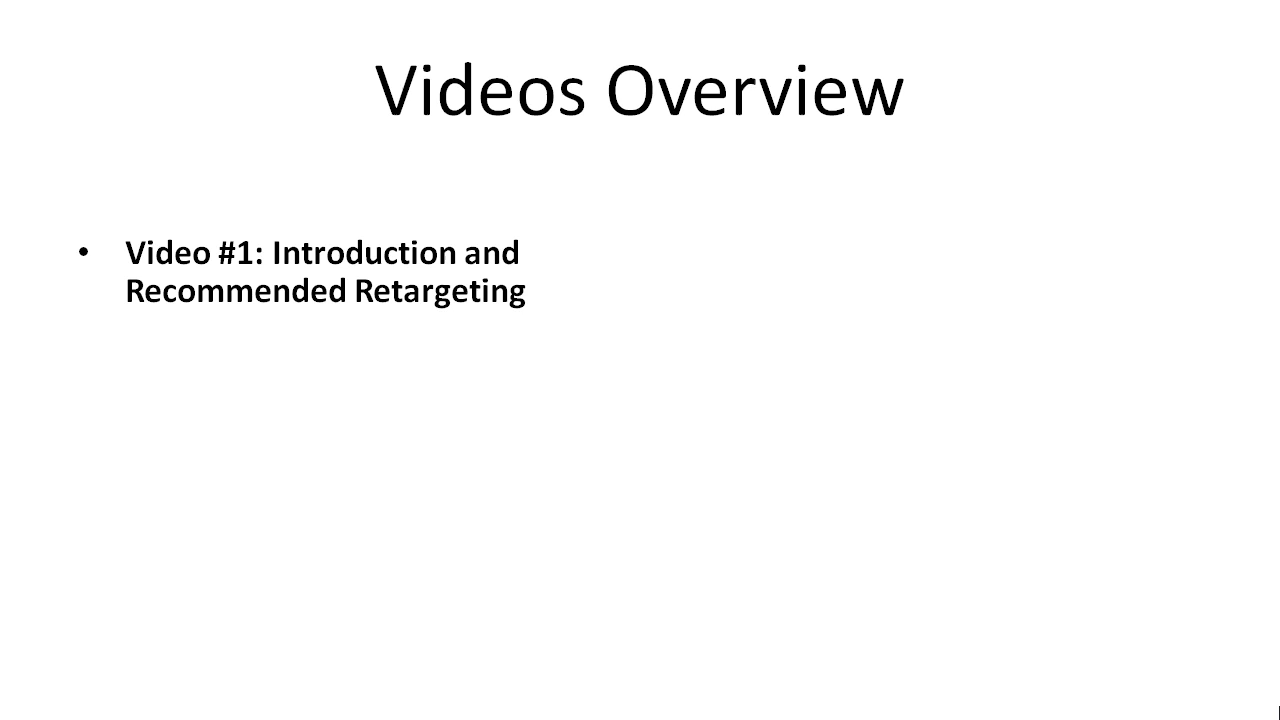 Videos Overview
• Video #1: Introduction and
Recommended Retargeting